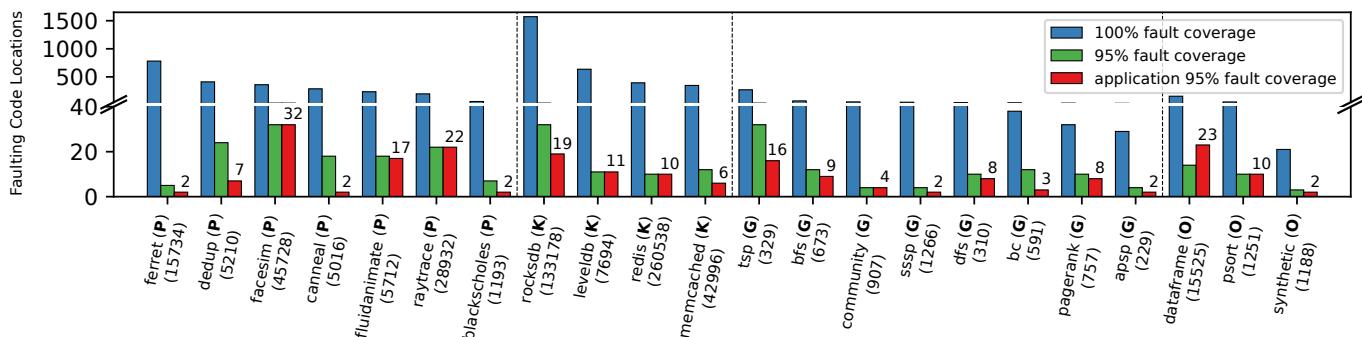 Faulting Code Locations
1500
1000
500
40
20
0
100% fault coverage
95% fault coverage
application 95% fault coverage
2
7
32
2
17
22
2
19
11
10
6
16
9
4
2
8
3
8
2
23
10
2
ferret (P)
(15734)
dedup (P)
(5210)
facesim (P)
(45728)
canneal (P)
(5016)
fluidanimate (P)
(5712)
raytrace (P)
(28932)
blackscholes (P)
(1193)
rocksdb (K)
(133178)
leveldb (K)
(7694)
redis (K)
(260538)
memcached (K)
(42996)
tsp (G)
(329)
bfs (G)
(673)
community (G)
(907)
sssp (G)
(1266)
dfs (G)
(310)
bc (G)
(591)
pagerank (G)
(757)
apsp (G)
(229)
dataframe (O)
(15525)
psort (O)
(1251)
synthetic (O)
(1188)